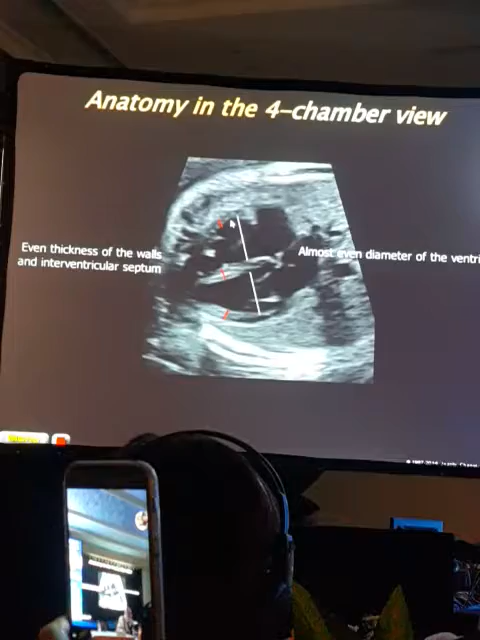 Anatomy in the 4-chamber view
Even thickness of the walls
and interventricular septum
Almost even diameter of the ventri